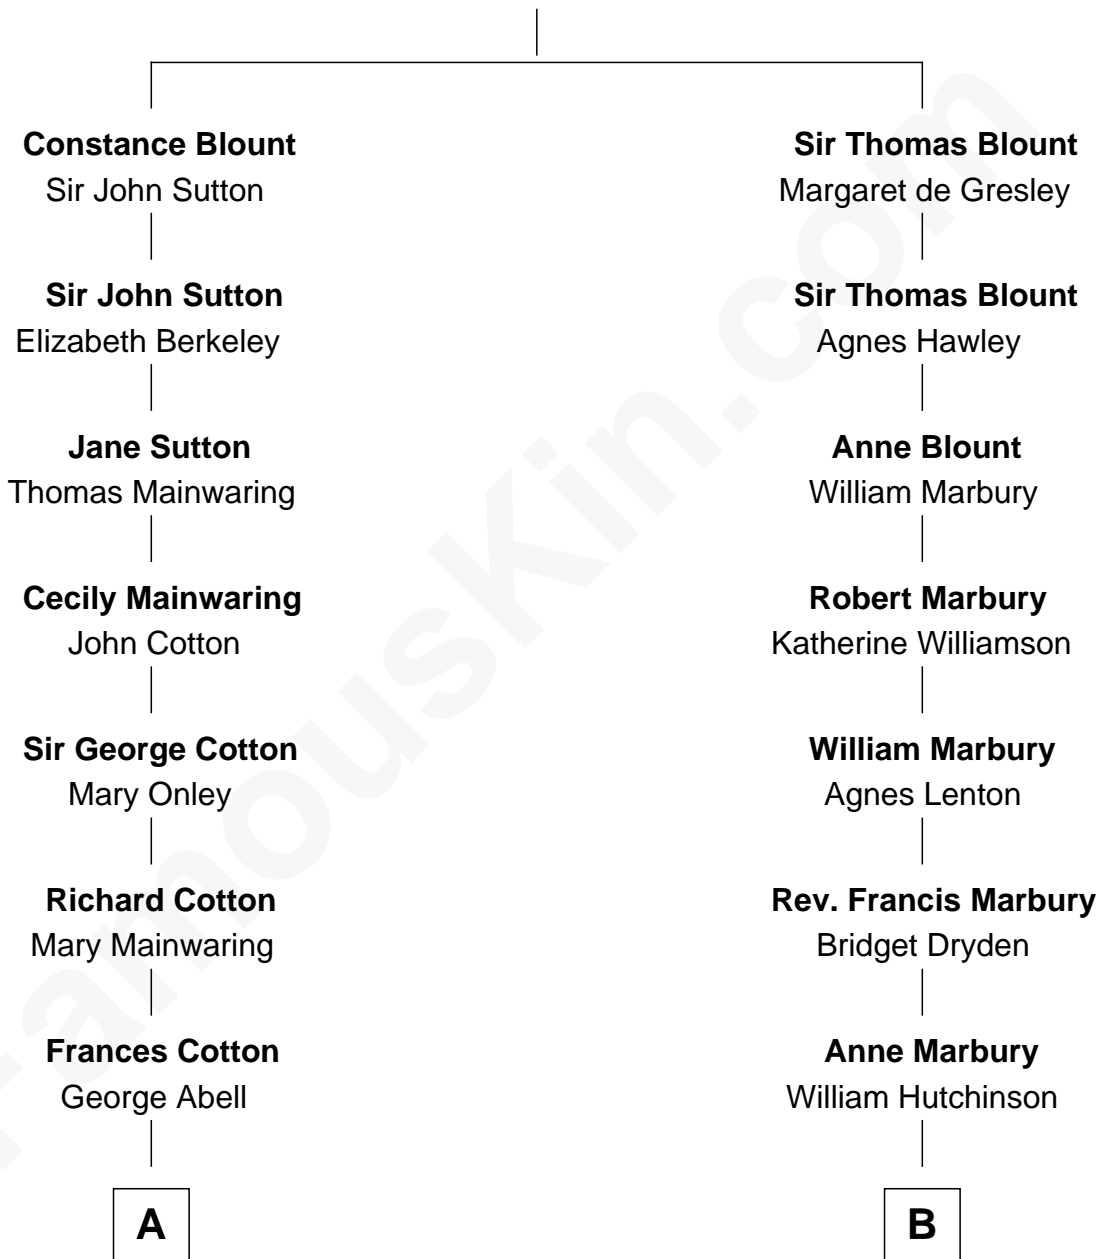 Constance Blount
Sir John Sutton
Sir John Sutton
Elizabeth Berkeley
Jane Sutton
Thomas Mainwaring
Cecily Mainwaring
John Cotton
Sir George Cotton
Mary Onley
Richard Cotton
Mary Mainwaring
Frances Cotton
George Abell
A
Sir Thomas Blount
Margaret de Gresley
Sir Thomas Blount
Agnes Hawley
Anne Blount
William Marbury
Robert Marbury
Katherine Williamson
William Marbury
Agnes Lenton
Rev. Francis Marbury
Bridget Dryden
Anne Marbury
William Hutchinson
B
FamousKin.com